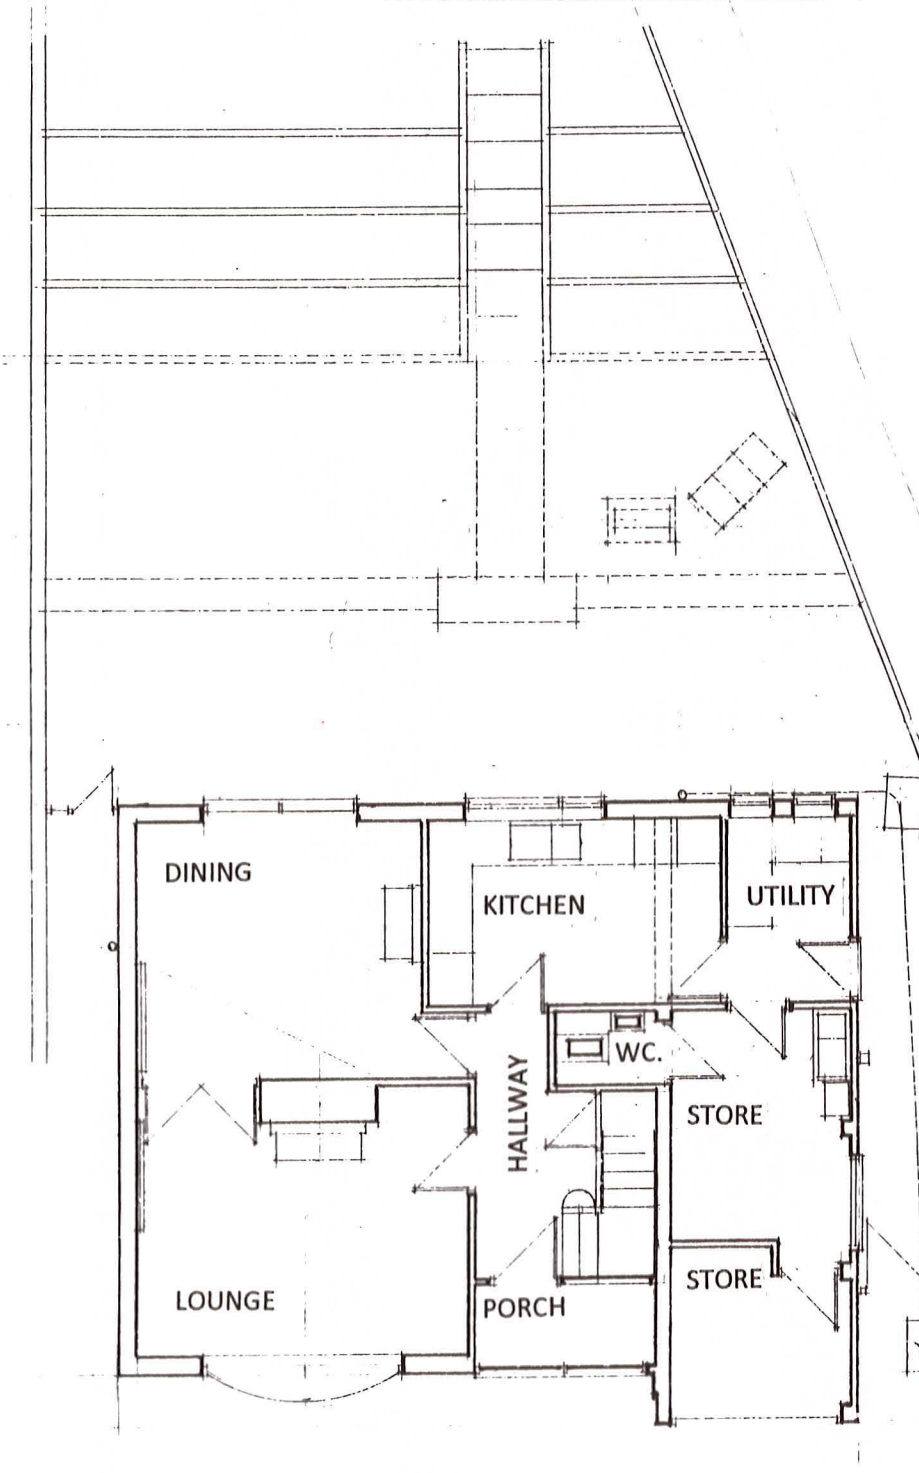 DINING
KITCHEN
UTILITY
WC.
HALLWAY
STORE
STORE
LOUNGE
PORCH